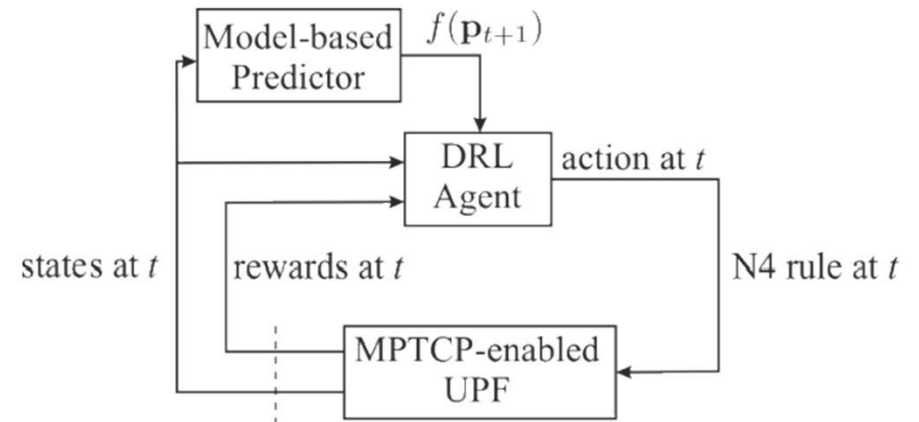 Model-based
Predictor
f(p_{t+1})
DRL
Agent
action at t
states at t
rewards at t
N4 rule at t
MPTCP-enabled
UPF